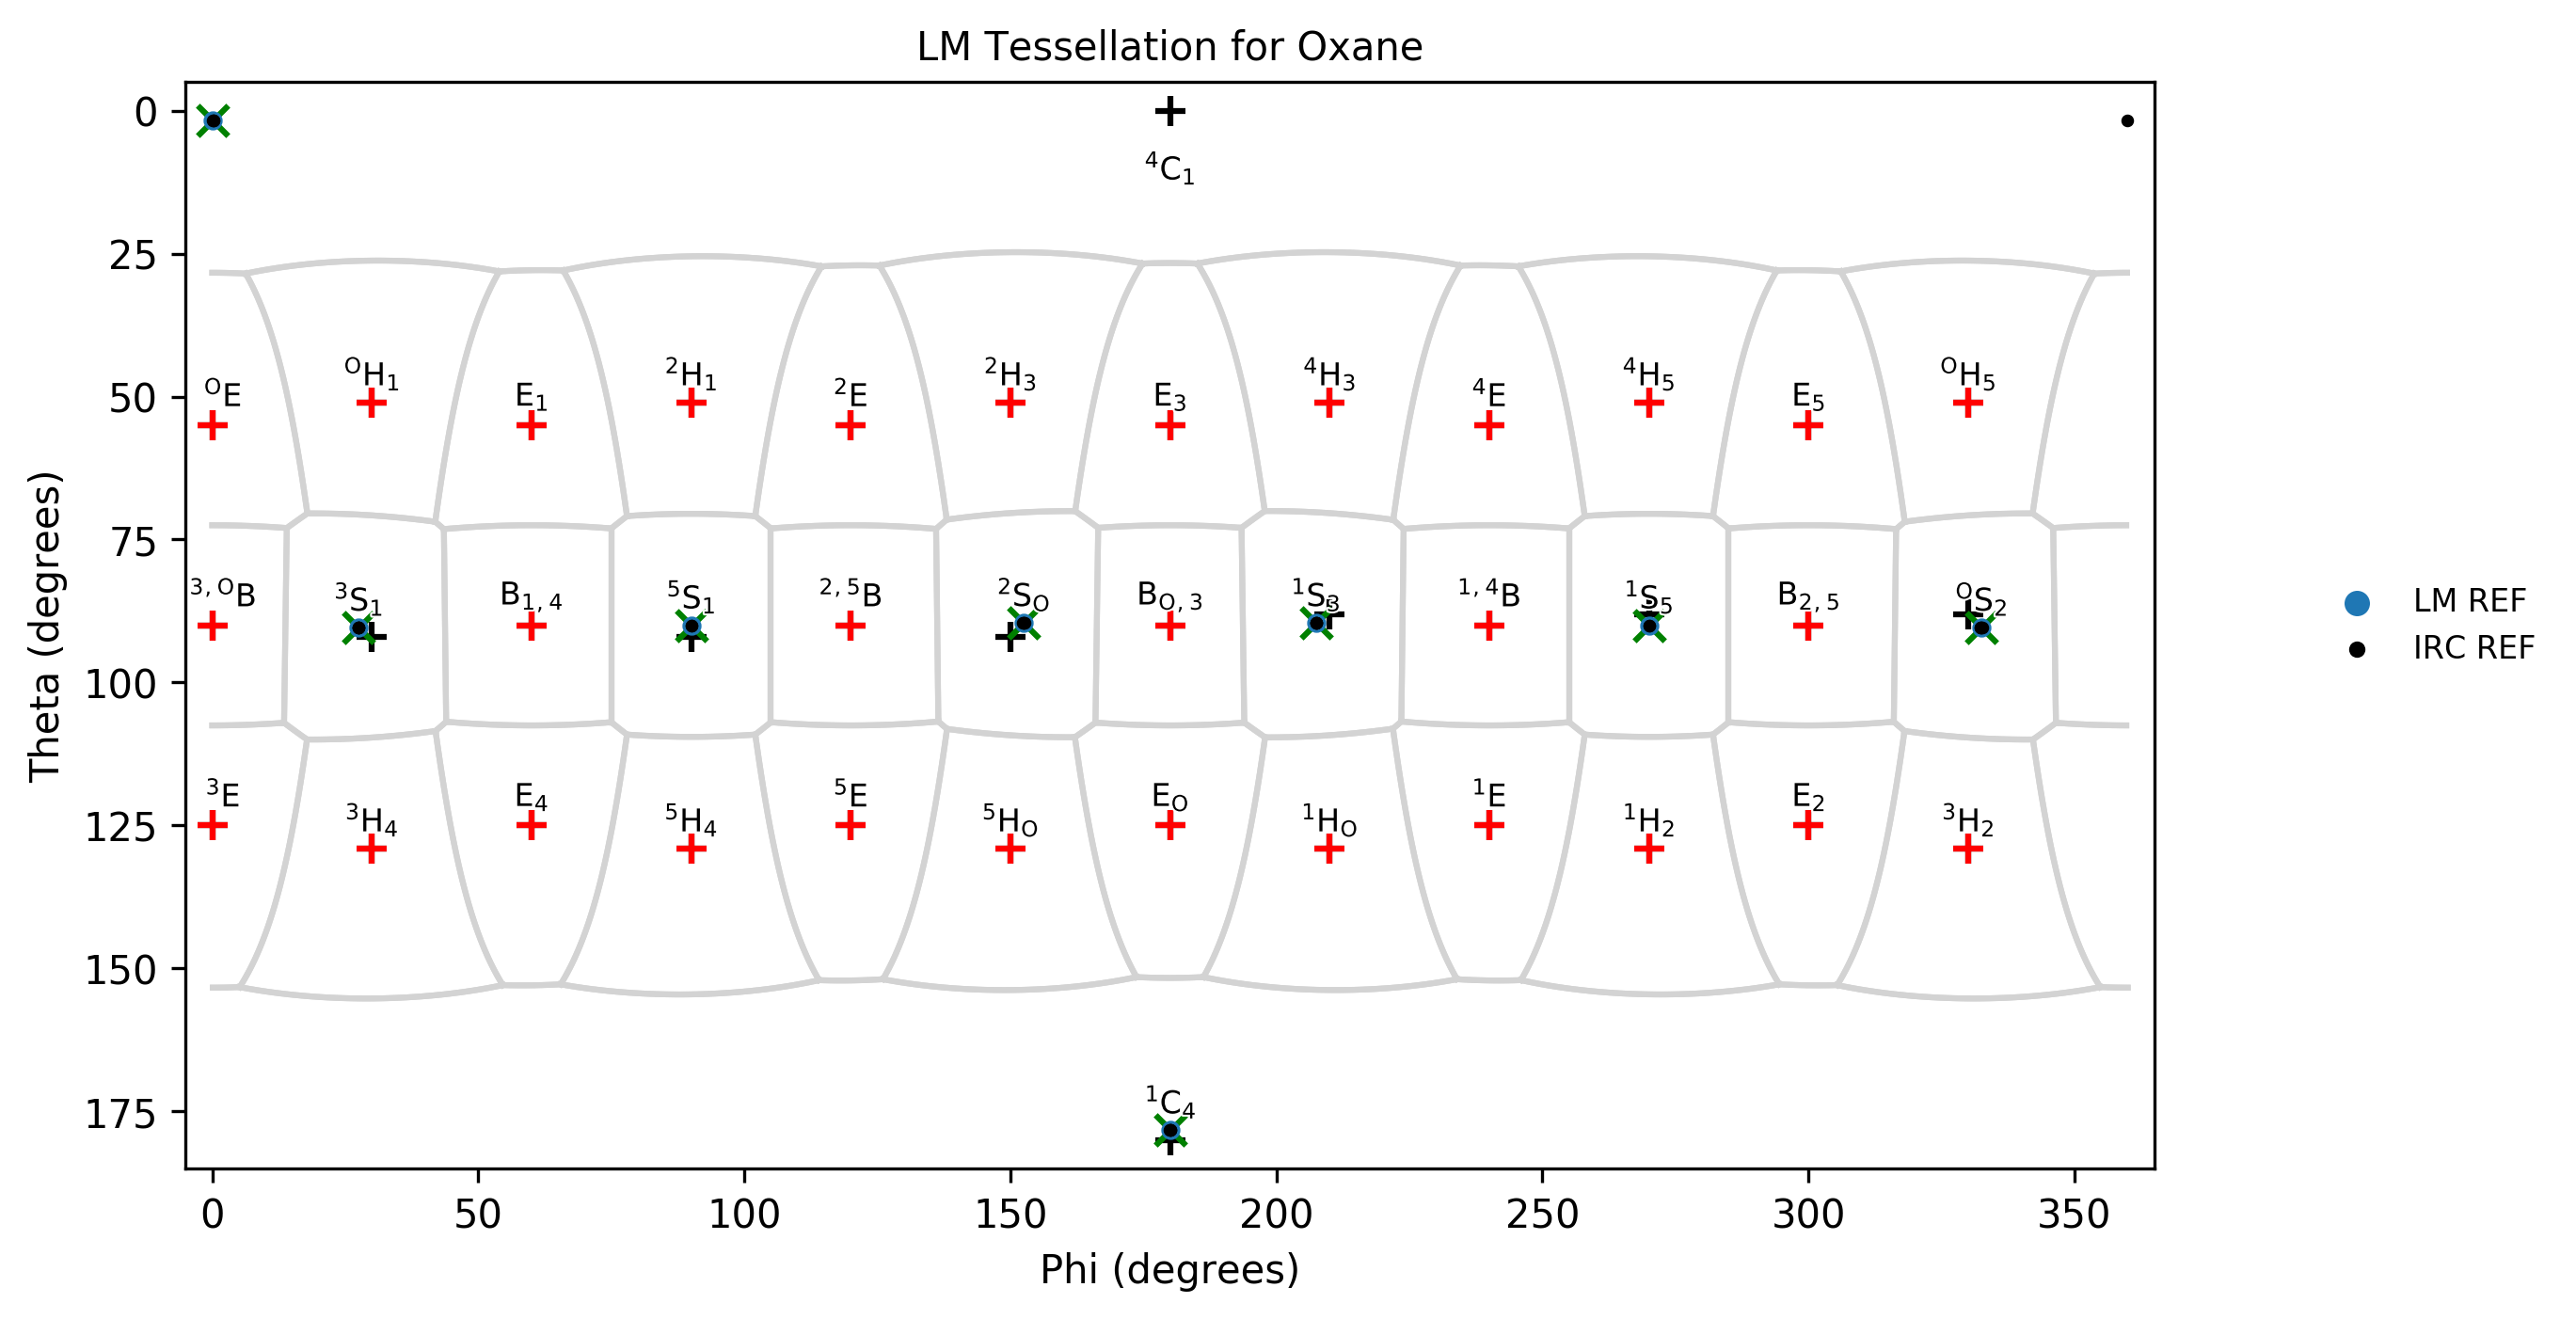 LM Tessellation for Oxane
0
⁴C₁
25
ᴼH₁ ²H₁ ²H₃ ⁴H₃ ⁴H₅ ᴼH₅
50
ᴼE E₁ ²E E₃ ⁴E E₅
75
³,ᴼB ³S₁ B₁,₄ ⁵S₁ ²,⁵B ²Sₒ Bₒ,₃ ¹S₃ ¹,⁴B ¹S₅ B₂,₅ ᴼS₂
LM REF
IRC REF
100
³E E₄ ⁵E Eₒ ¹E E₂
125
³H₄ ⁵H₄ ⁵Hₒ ¹Hₒ ¹H₂ ³H₂
150
175
¹C₄
0 50 100 150 200 250 300 350
Phi (degrees)
Theta (degrees)